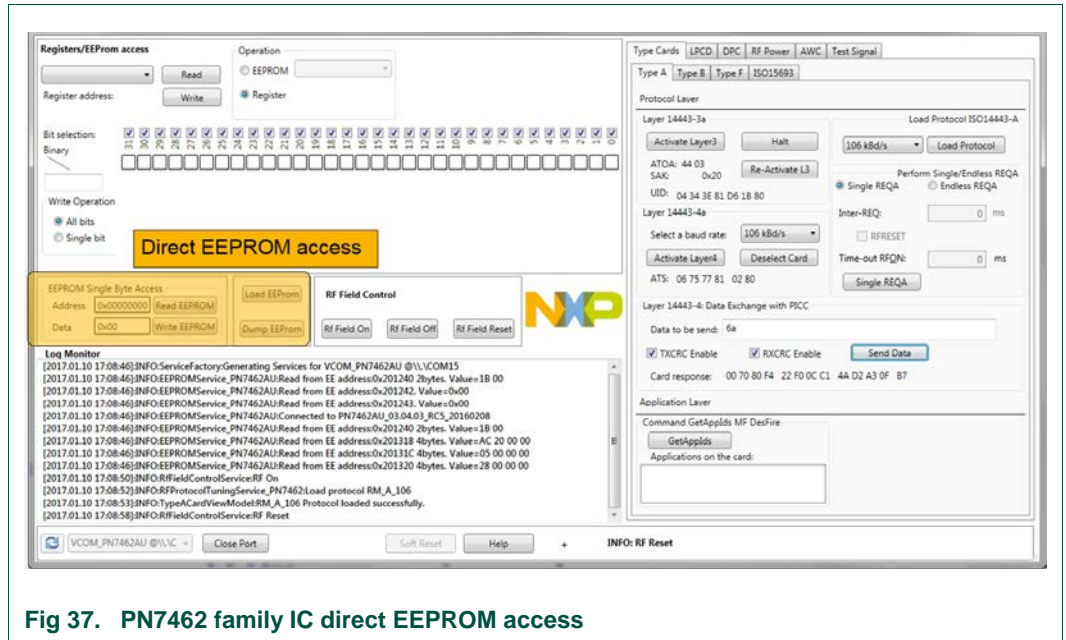 Registers/EEProm access
Operation
Read
EEPROM
Register address:
Write
Register
Bit selection:
31 30 29 28 27 26 25 24 23 22 21 20 19 18 17 16 15 14 13 12 11 10 9 8 7 6 5 4 3 2 1 0
Binary
Write Operation
All bits
Single bit
Direct EEPROM access
EEPROM Single Byte Access
Address 0x00000000 Read EEPROM
Data 0x00 Write EEPROM
Load EEProm
Dump EEProm
RF Field Control
Rf Field On Rf Field Off Rf Field Reset
NXP
Log Monitor
[2017.01.10 17:08:46]:INFO:ServiceFactory:Generating Services for VCOM_PN7462AU @\\.\COM15
[2017.01.10 17:08:46]:INFO:EEPROMService_PN7462AU:Read from EE address:0x201240 2bytes. Value=1B 00
[2017.01.10 17:08:46]:INFO:EEPROMService_PN7462AU:Read from EE address:0x201242. Value=0x00
[2017.01.10 17:08:46]:INFO:EEPROMService_PN7462AU:Read from EE address:0x201243. Value=0x00
[2017.01.10 17:08:46]:INFO:EEPROMService_PN7462AU:Connected to PN7462AU_03.04.03_RC5_20160208
[2017.01.10 17:08:46]:INFO:EEPROMService_PN7462AU:Read from EE address:0x201240 2bytes. Value=1B 00
[2017.01.10 17:08:46]:INFO:EEPROMService_PN7462AU:Read from EE address:0x201318 4bytes. Value=AC 20 00 00
[2017.01.10 17:08:46]:INFO:EEPROMService_PN7462AU:Read from EE address:0x20131C 4bytes. Value=05 00 00 00
[2017.01.10 17:08:46]:INFO:EEPROMService_PN7462AU:Read from EE address:0x201320 4bytes. Value=28 00 00 00
[2017.01.10 17:08:50]:INFO:RfFieldControlService:RF On
[2017.01.10 17:08:52]:INFO:RFProtocolTuningService_PN7462:Load protocol RM_A_106
[2017.01.10 17:08:53]:INFO:TypeACardViewModel:RM_A_106 Protocol loaded successfully.
[2017.01.10 17:08:58]:INFO:RfFieldControlService:RF Reset
VCOM_PN7462AU @\\.\C Close Port Soft Reset Help + INFO: RF Reset
Type Cards LPCD DPC RF Power AWC Test Signal
Type A Type B Type F ISO15693
Protocol Layer
Layer 14443-3a
Activate Layer3 Halt
ATQA: 44 03
SAK: 0x20
Re-Activate L3
UID: 04 34 3E 81 D6 1B 80
Load Protocol ISO14443-A
106 kBd/s Load Protocol
Perform Single/Endless REQA
Single REQA Endless REQA
Layer 14443-4a
Select a baud rate: 106 kBd/s
Activate Layer4 Deselect Card
ATS: 06 75 77 81 02 80
Inter-REQ: 0 ms
RFRESET
Time-out RFON: 0 ms
Single REQA
Layer 14443-4: Data Exchange with PICC
Data to be send: 6a
TXCRC Enable RXCRC Enable Send Data
Card response: 00 70 80 F4 22 F0 0C C1 4A D2 A3 0F B7
Application Layer
Command GetAppIds MF DesFire
GetAppIds
Applications on the card:
Fig 37. PN7462 family IC direct EEPROM access